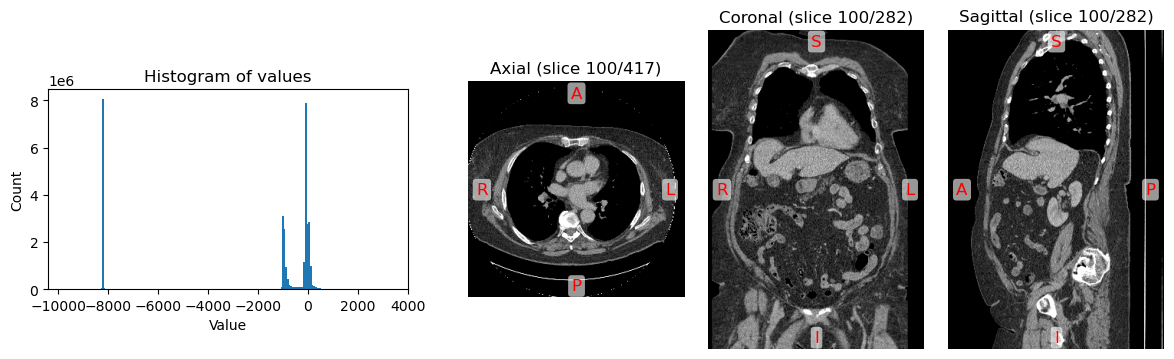 Histogram of values
1e6
8
6
4
2
0
Count
−10000 −8000 −6000 −4000 −2000 0 2000 4000
Value
Axial (slice 100/417)
A
R
L
P
Coronal (slice 100/282)
S
R
L
I
Sagittal (slice 100/282)
S
A
P
I